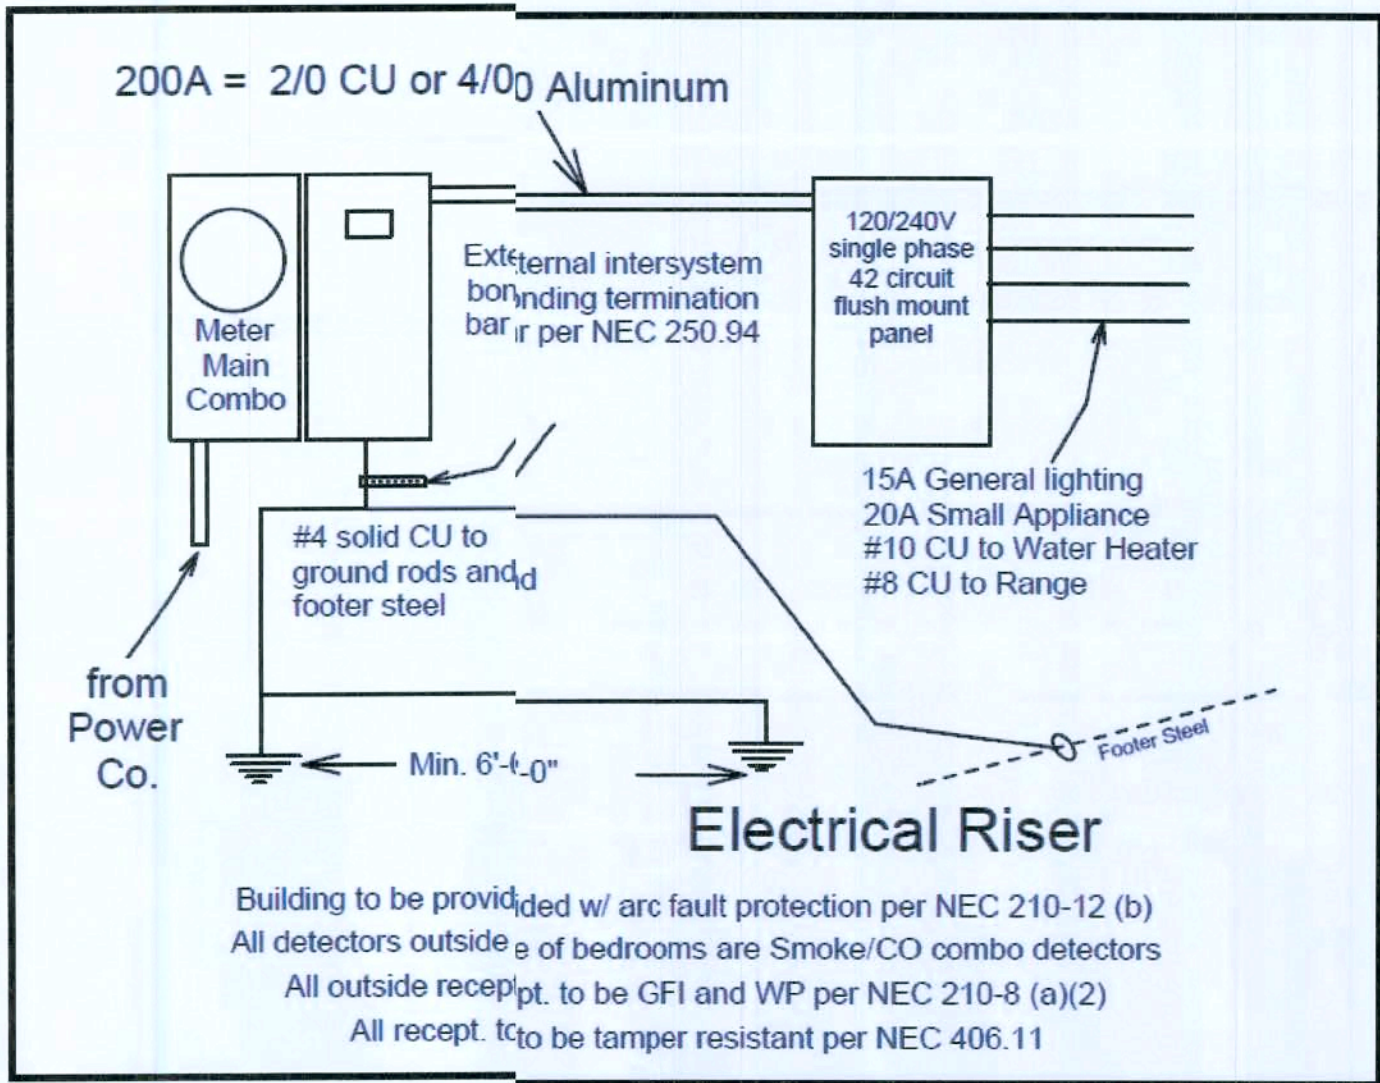 200A = 2/0 CU or 4/0 Aluminum
Meter
Main
Combo
External intersystem
bonding termination
bar per NEC 250.94
120/240V
single phase
42 circuit
flush mount
panel
15A General lighting
20A Small Appliance
#10 CU to Water Heater
#8 CU to Range
#4 solid CU to
ground rods and
footer steel
from
Power
Co.
Min. 6'-0"
Footer Steel
Electrical Riser
Building to be provided w/ arc fault protection per NEC 210-12 (b)
All detectors outside of bedrooms are Smoke/CO combo detectors
All outside recept. to be GFI and WP per NEC 210-8 (a)(2)
All recept. to be tamper resistant per NEC 406.11